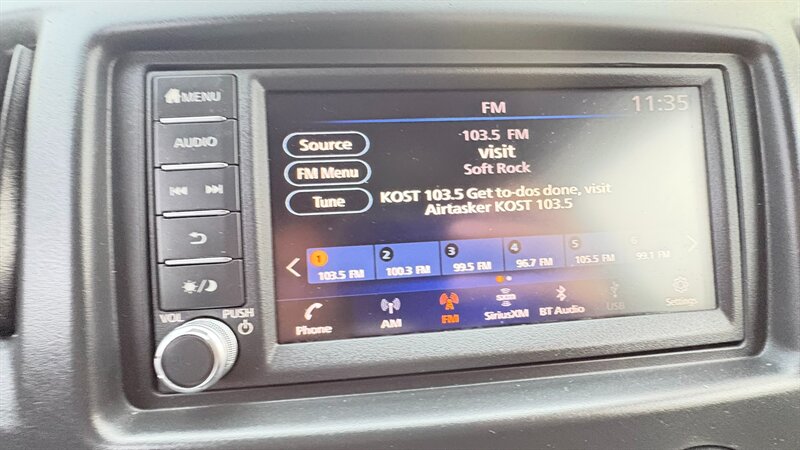 MENU
AUDIO
VOL
PUSH
FM
11:35
Source
FM Menu
Tune
103.5 FM
visit
Soft Rock
KOST 103.5 Get to-dos done, visit
Airtasker KOST 103.5
1 2 3 4 5 6
103.5 FM 100.3 FM 99.5 FM 96.7 FM 105.5 FM 99.1 FM
Phone AM FM SiriusXM BT Audio USB Settings